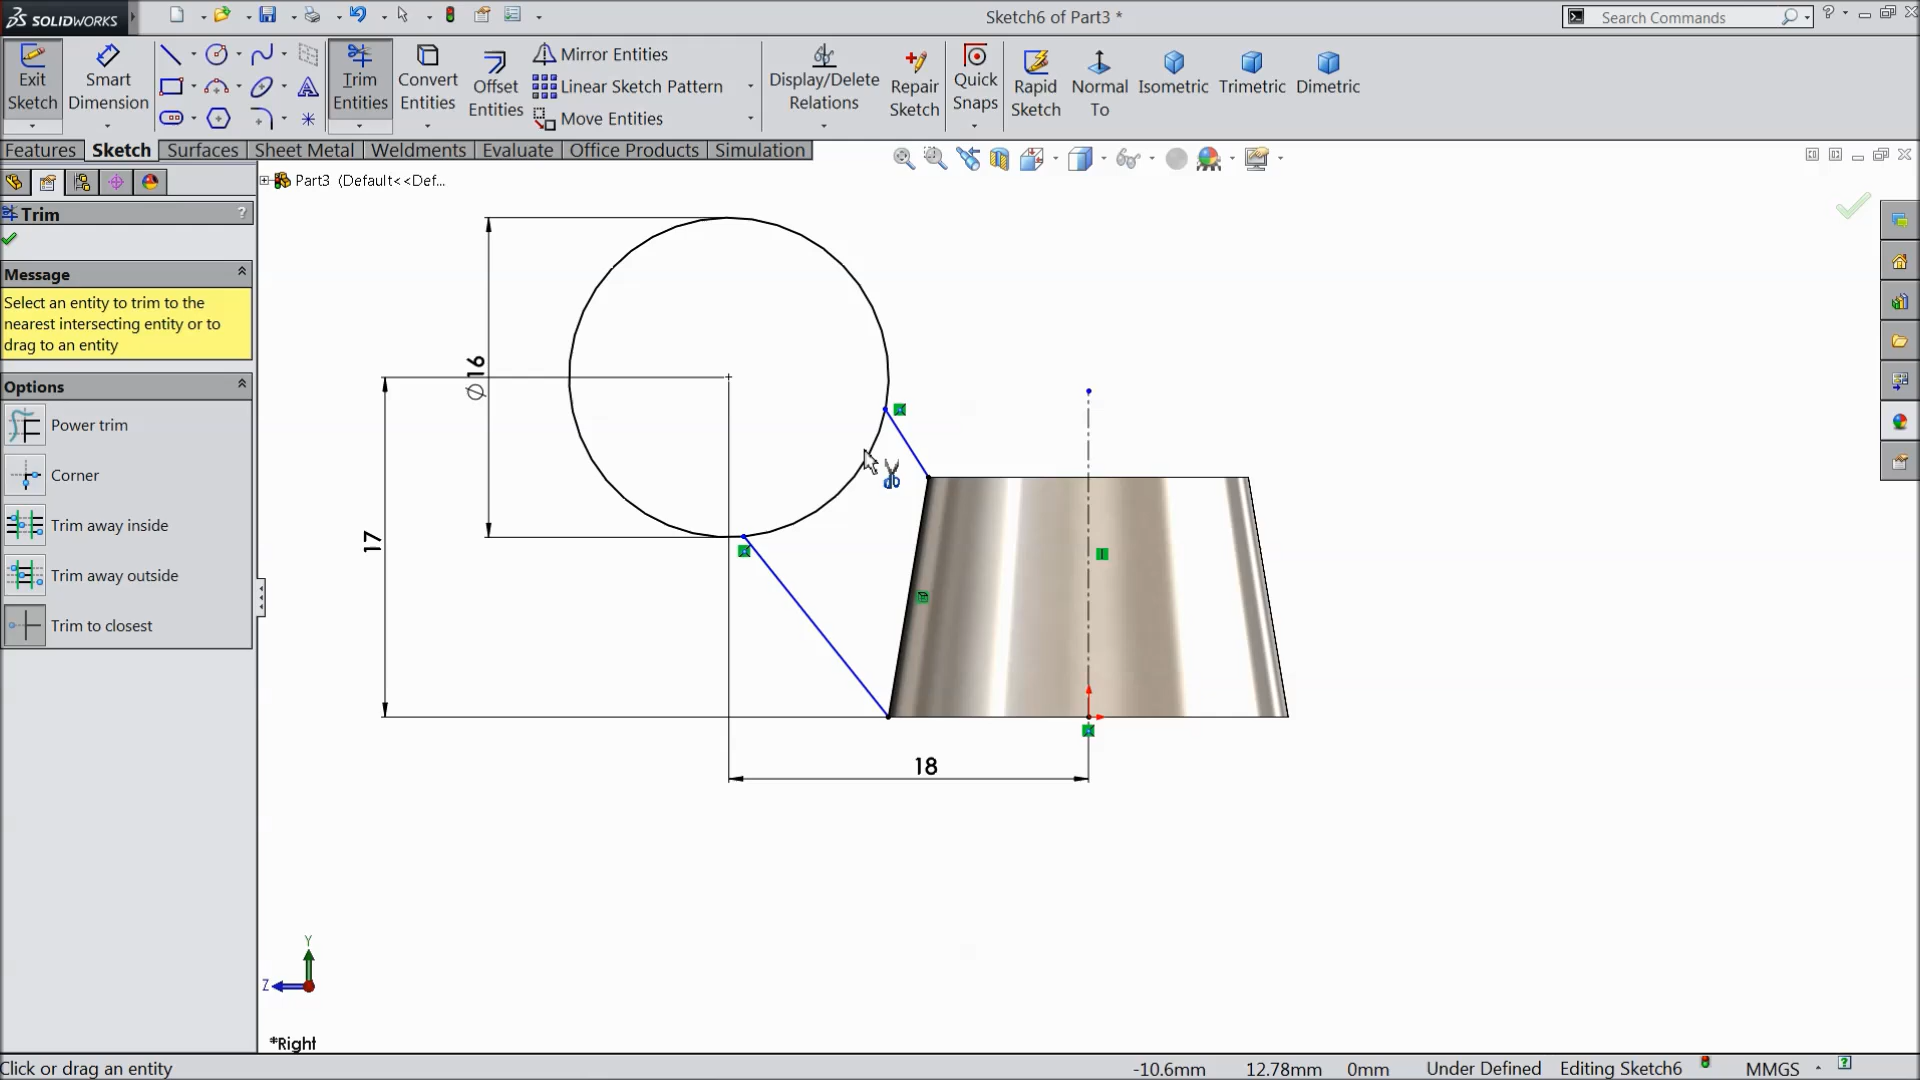 SOLIDWORKS
Sketch6 of Part3 *
Search Commands
?
Exit
Sketch
Smart
Dimension
Trim
Entities
Convert
Entities
Offset
Entities
Mirror Entities
Linear Sketch Pattern
Move Entities
Display/Delete
Relations
Repair
Sketch
Quick
Snaps
Rapid
Sketch
Normal
To
Isometric
Trimetric
Dimetric
Features
Sketch
Surfaces
Sheet Metal
Weldments
Evaluate
Office Products
Simulation
Part3 (Default<<Def...
Trim
?
Message
Select an entity to trim to the
nearest intersecting entity or to
drag to an entity
Options
Power trim
Corner
Trim away inside
Trim away outside
Trim to closest
∅16
17
18
Y
Z
*Right
Click or drag an entity
-10.6mm
12.78mm
0mm
Under Defined
Editing Sketch6
MMGS
?